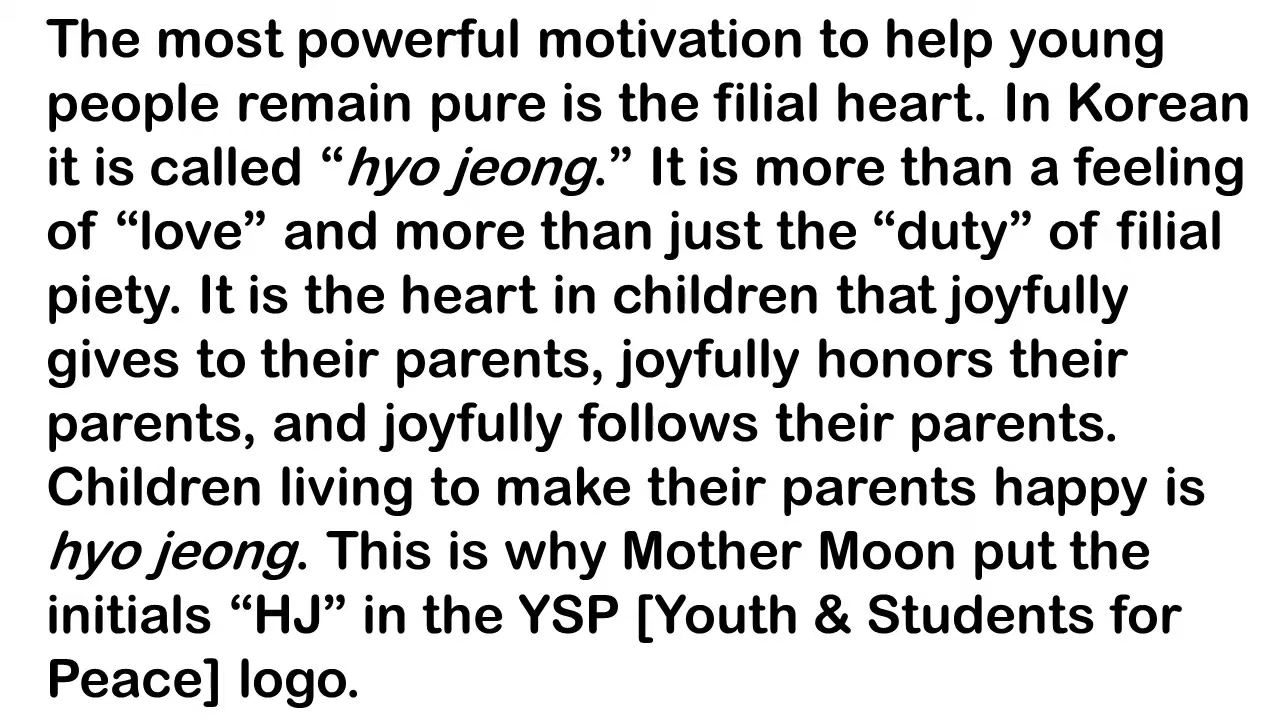 The most powerful motivation to help young
people remain pure is the filial heart. In Korean
it is called “hyo jeong.” It is more than a feeling
of “love” and more than just the “duty” of filial
piety. It is the heart in children that joyfully
gives to their parents, joyfully honors their
parents, and joyfully follows their parents.
Children living to make their parents happy is
hyo jeong. This is why Mother Moon put the
initials “HJ” in the YSP [Youth & Students for
Peace] logo.